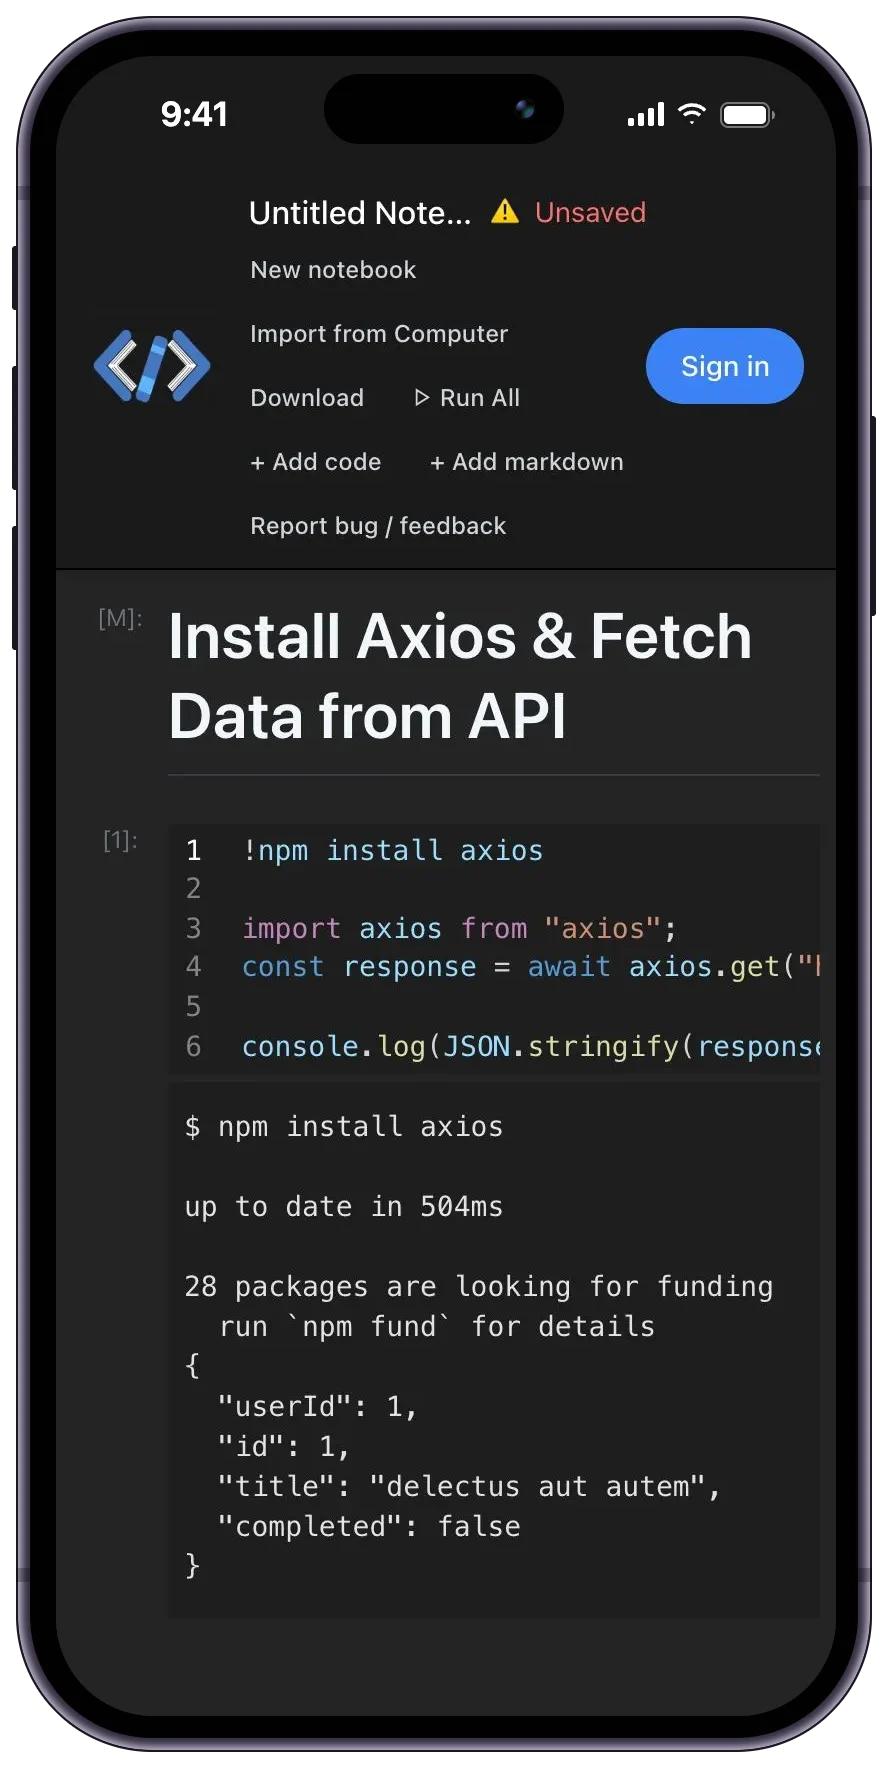 9:41
Untitled Note... ⚠️ Unsaved
New notebook
Import from Computer
Download ▷ Run All
Sign in
+ Add code + Add markdown
Report bug / feedback
[M]:
Install Axios & Fetch
Data from API
[1]:
1 !npm install axios
2
3 import axios from "axios";
4 const response = await axios.get("
5
6 console.log(JSON.stringify(respons
$ npm install axios
up to date in 504ms
28 packages are looking for funding
run `npm fund` for details
{
"userId": 1,
"id": 1,
"title": "delectus aut autem",
"completed": false
}